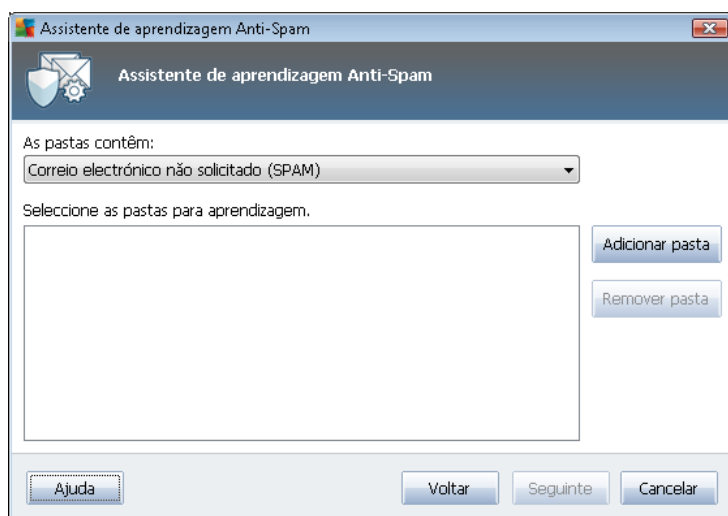 Assistente de aprendizagem Anti-Spam
Assistente de aprendizagem Anti-Spam
As pastas contêm:
Correio electrónico não solicitado (SPAM)
Seleccione as pastas para aprendizagem.
Adicionar pasta
Remover pasta
Ajuda
Voltar
Seguinte
Cancelar